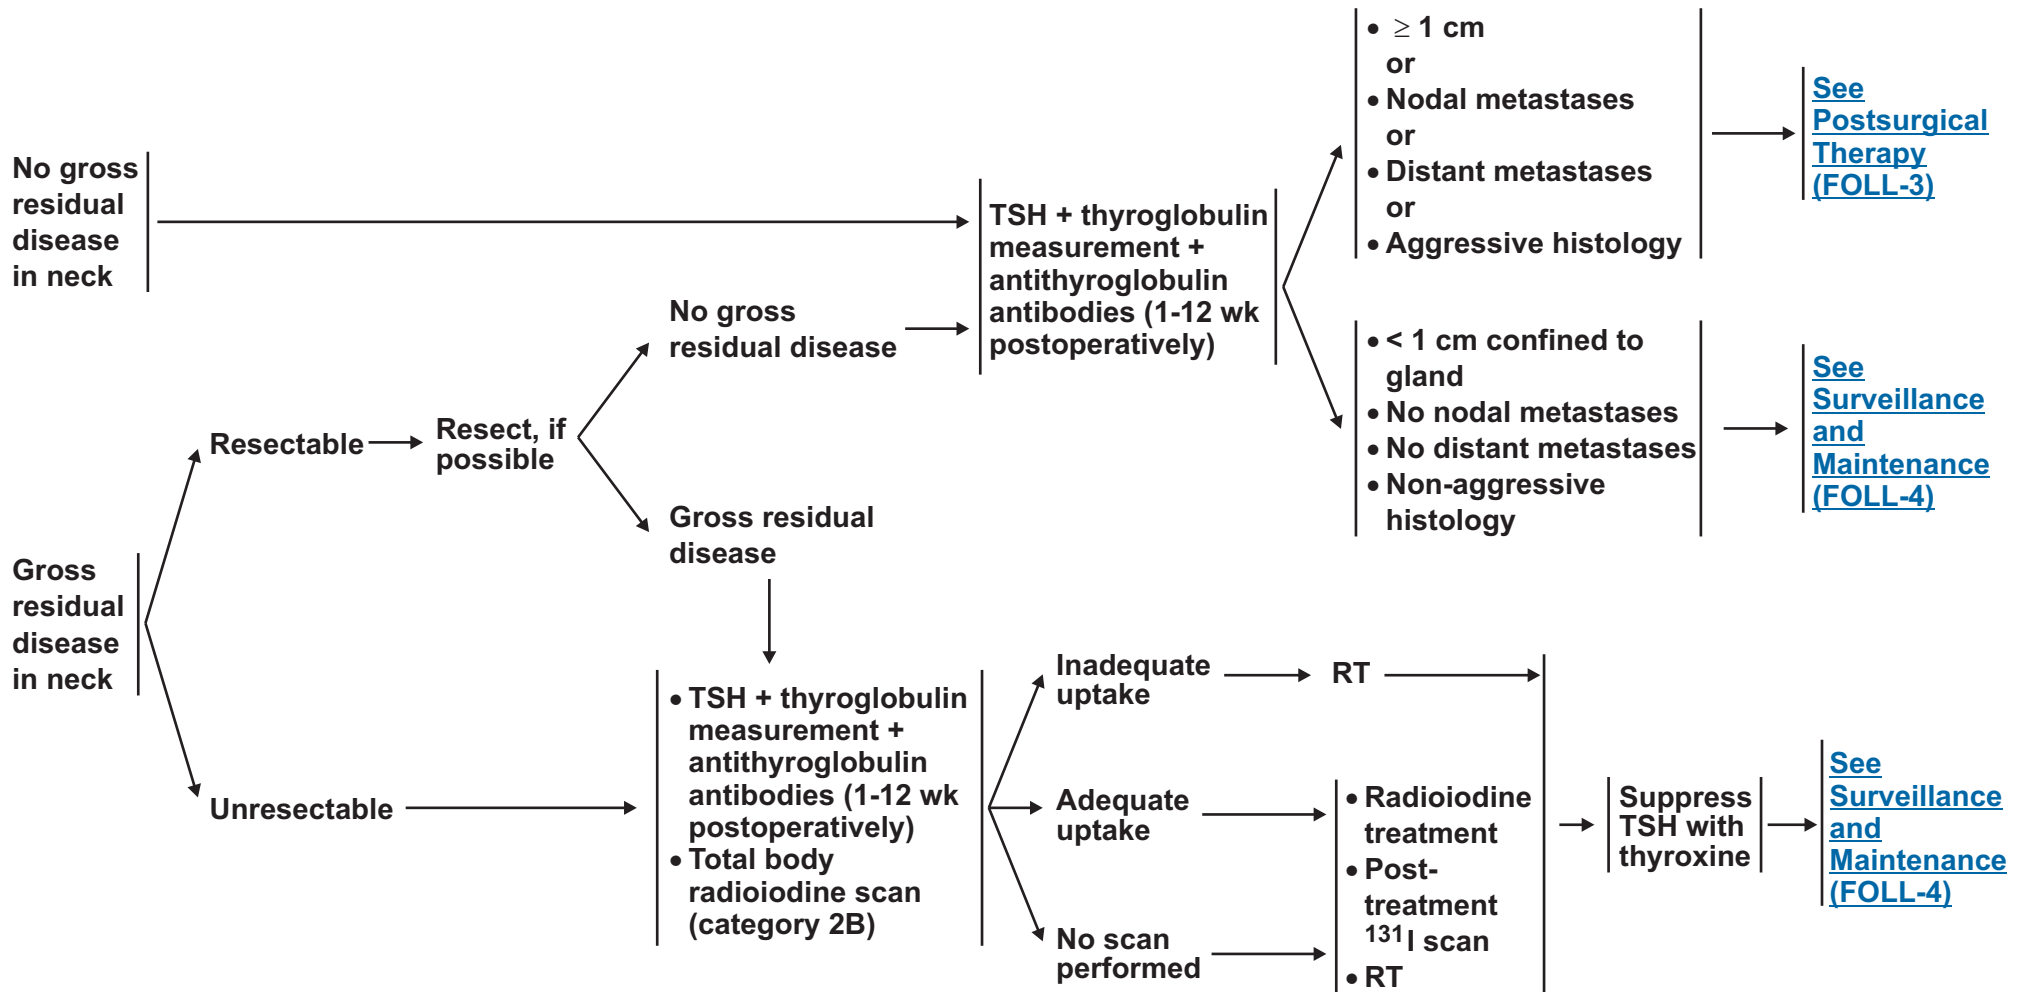 No gross
residual
disease
in neck
TSH + thyroglobulin
measurement +
antithyroglobulin
antibodies (1-12 wk
postoperatively)
• ≥ 1 cm
or
• Nodal metastases
or
• Distant metastases
or
• Aggressive histology
See
Postsurgical
Therapy
(FOLL-3)
• < 1 cm confined to
gland
• No nodal metastases
• No distant metastases
• Non-aggressive
histology
See
Surveillance
and
Maintenance
(FOLL-4)
Gross
residual
disease
in neck
Resectable
Resect, if
possible
No gross
residual disease
Gross residual
disease
Unresectable
• TSH + thyroglobulin
measurement +
antithyroglobulin
antibodies (1-12 wk
postoperatively)
• Total body
radioiodine scan
(category 2B)
Inadequate
uptake
RT
Adequate
uptake
No scan
performed
• Radioiodine
treatment
• Post-
treatment
¹³¹I scan
• RT
Suppress
TSH with
thyroxine
See
Surveillance
and
Maintenance
(FOLL-4)